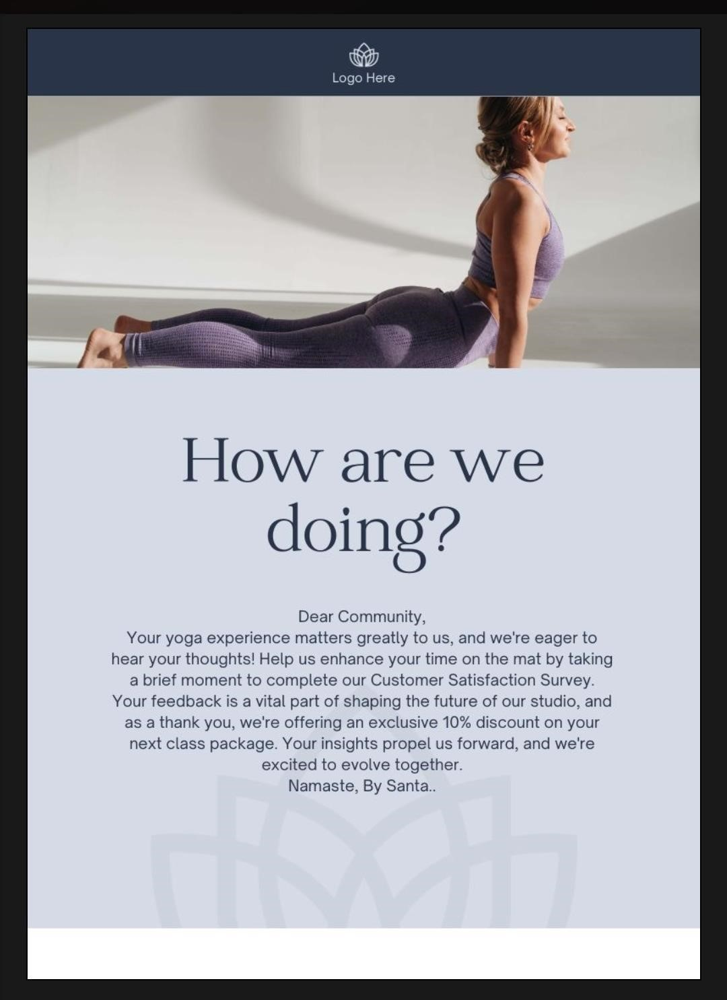 Logo Here
How are we
doing?
Dear Community,
Your yoga experience matters greatly to us, and we're eager to
hear your thoughts! Help us enhance your time on the mat by taking
a brief moment to complete our Customer Satisfaction Survey.
Your feedback is a vital part of shaping the future of our studio, and
as a thank you, we're offering an exclusive 10% discount on your
next class package. Your insights propel us forward, and we're
excited to evolve together.
Namaste, By Santa..